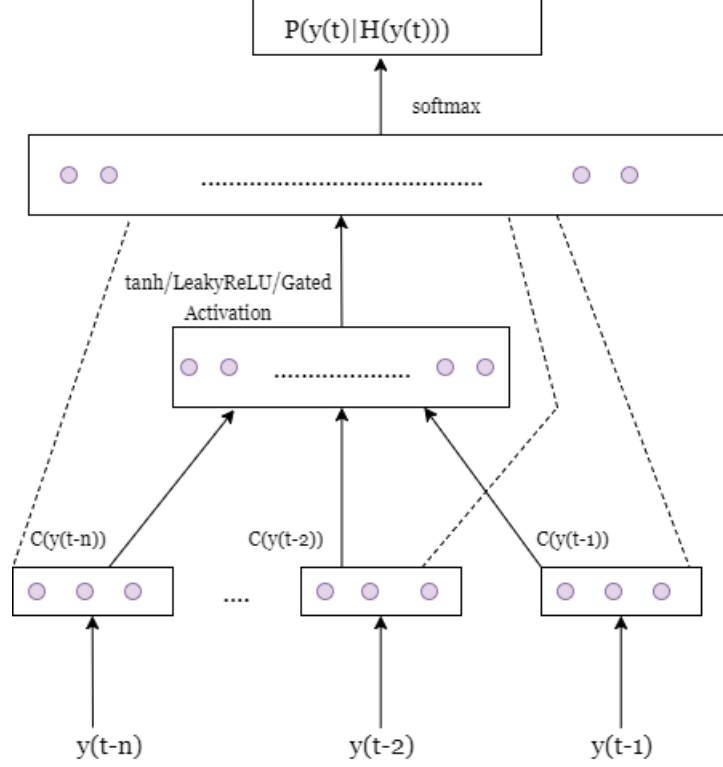 P(y(t)|H(y(t)))
softmax
tanh/LeakyReLU/Gated
Activation
C(y(t-n))
C(y(t-2))
C(y(t-1))
....
y(t-n)
y(t-2)
y(t-1)